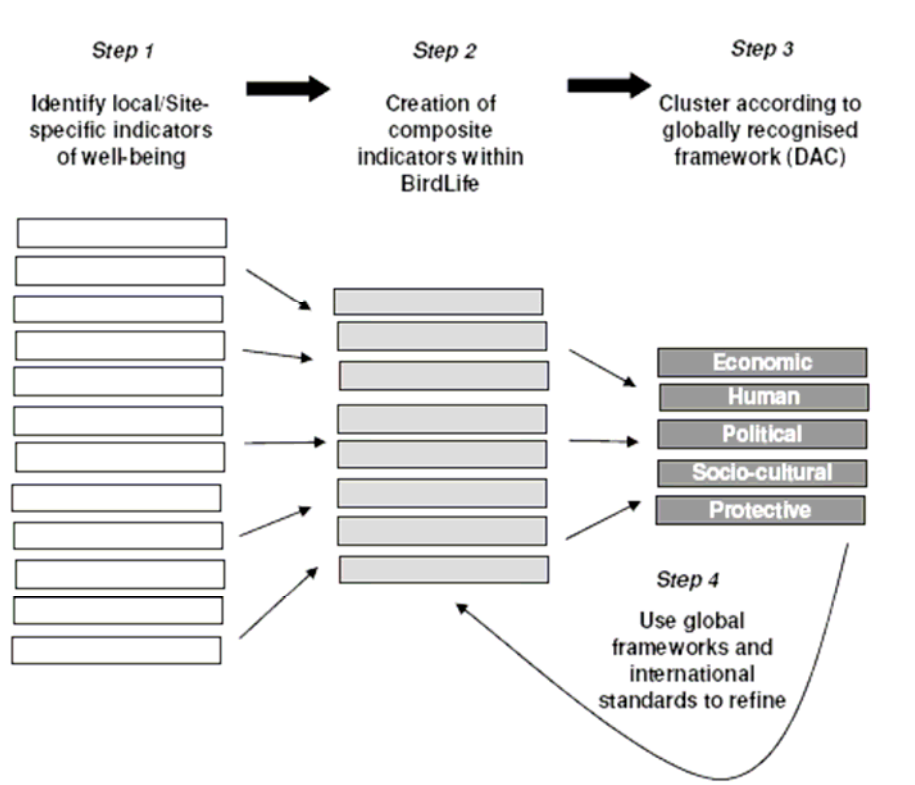 Step 1
Identify local/Site-
specific indicators
of well-being
Step 2
Creation of
composite
indicators within
BirdLife
Step 3
Cluster according to
globally recognised
framework (DAC)
Economic
Human
Political
Socio-cultural
Protective
Step 4
Use global
frameworks and
international
standards to refine